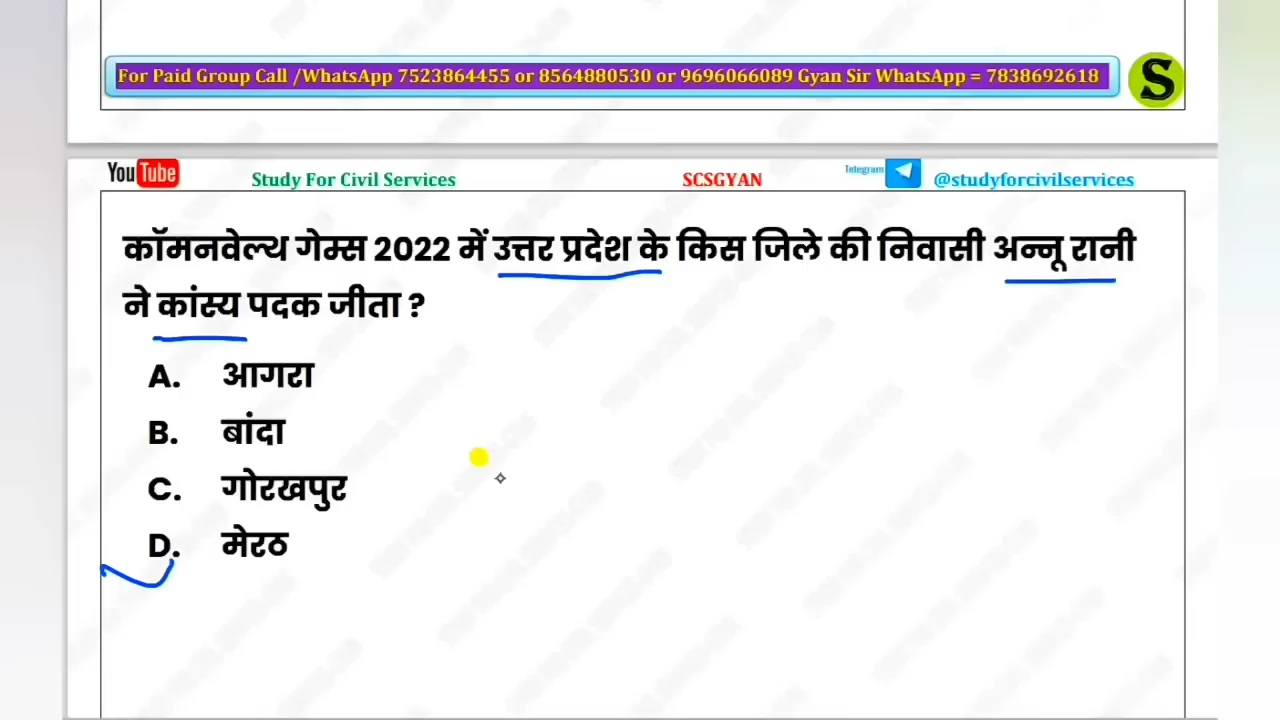 For Paid Group Call /WhatsApp 7523864455 or 8564880530 or 9696066089 Gyan Sir WhatsApp = 7838692618
S
YouTube Study For Civil Services SCSGYAN Telegram @studyforcivilservices
कॉमनवेल्थ गेम्स 2022 में उत्तर प्रदेश के किस जिले की निवासी अन्नू रानी
ने कांस्य पदक जीता ?
A. आगरा
B. बांदा
C. गोरखपुर
D. मेरठ